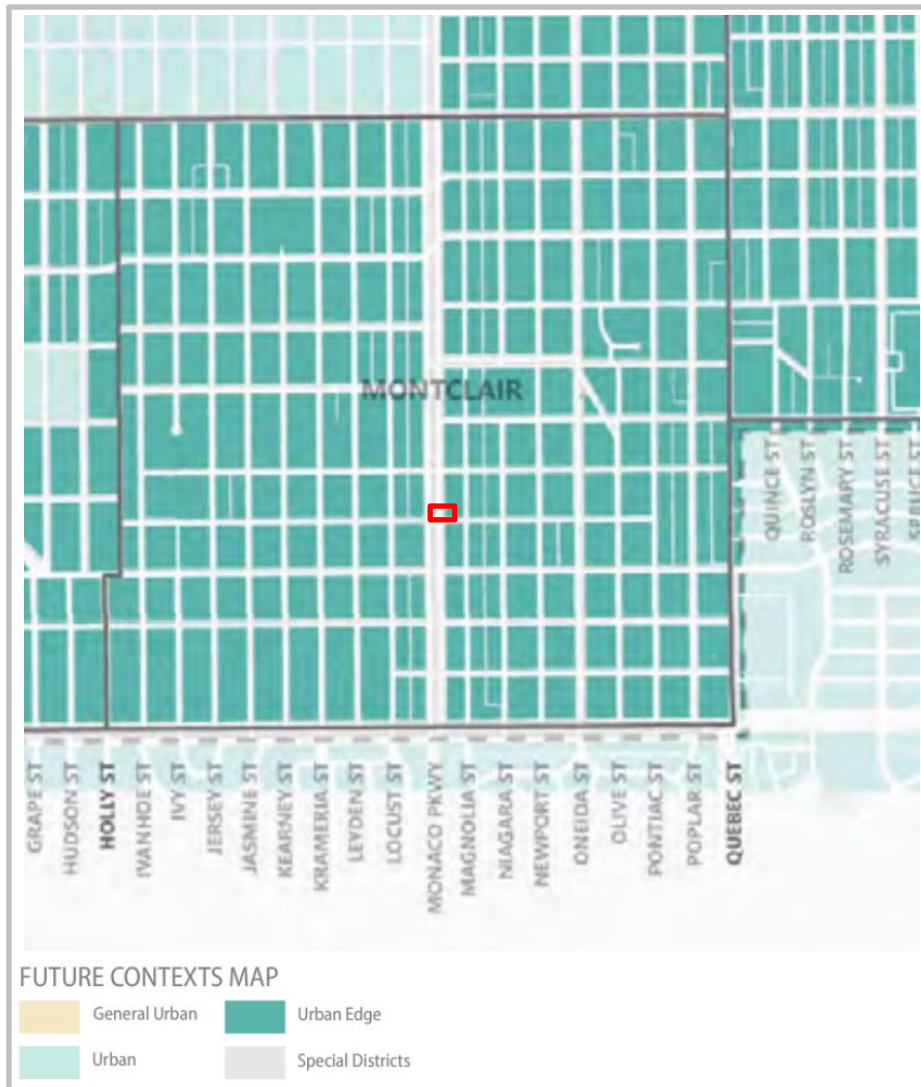 MONTCLAIR
QUINCE ST
ROSLYN ST
ROSEMARY ST
SYRACUSE ST
SPRUCE ST
GRAPE ST
HUDSON ST
HOLLY ST
IVANHOE ST
IVY ST
JERSEY ST
JASMINE ST
KEARNEY ST
KRAMERIA ST
LEYDEN ST
LOCUST ST
MONACO PKWY
MAGNOLIA ST
NIAGARA ST
NEWPORT ST
ONEIDA ST
OLIVE ST
PONTIAC ST
POPLAR ST
QUEBEC ST
FUTURE CONTEXTS MAP
General Urban
Urban Edge
Urban
Special Districts